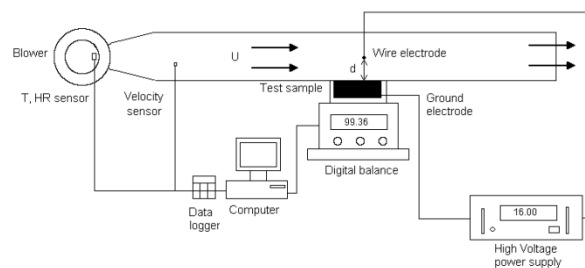 Blower
T, HR sensor
U
Velocity
sensor
Wire electrode
d
Test sample
Ground
electrode
99.36
Digital balance
Data
logger
Computer
16.00
High Voltage
power supply